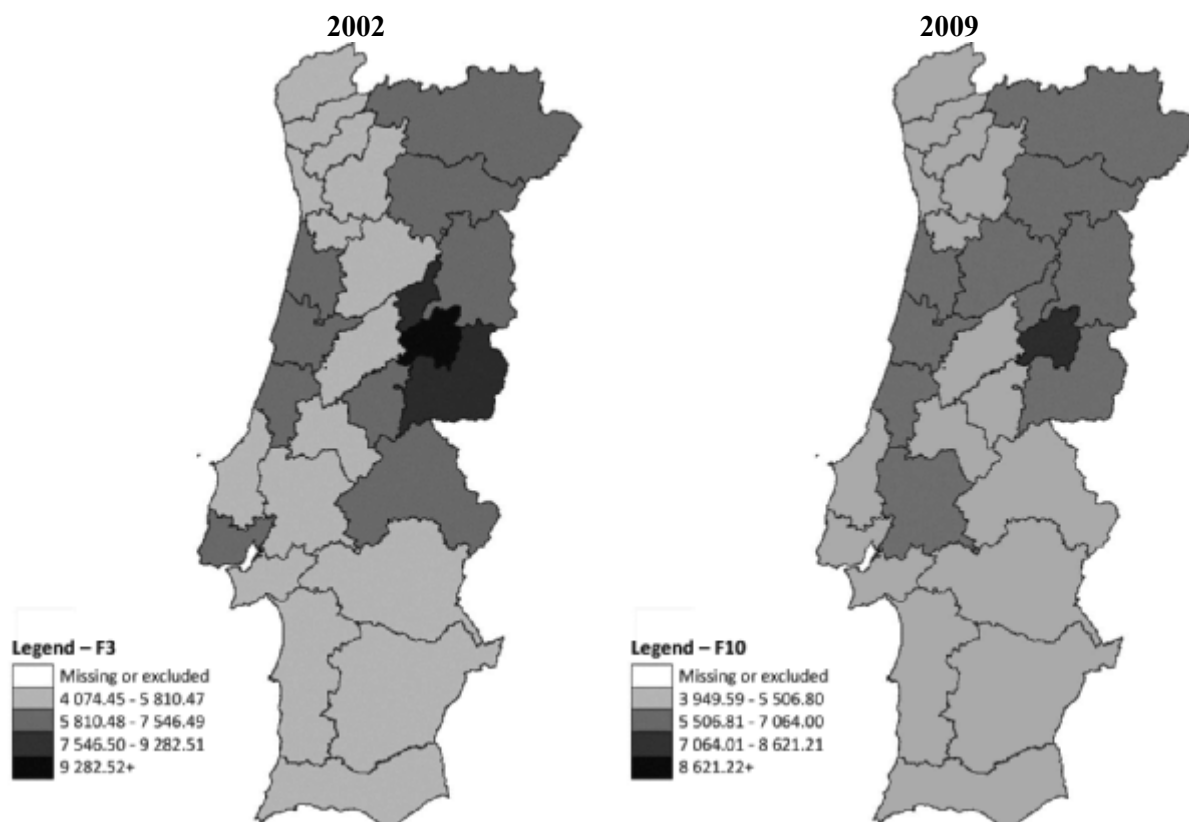 2002
2009
Legend – F3
Missing or excluded
4 074.45 - 5 810.47
5 810.48 - 7 546.49
7 546.50 - 9 282.51
9 282.52+
Legend – F10
Missing or excluded
3 949.59 - 5 506.80
5 506.81 - 7 064.00
7 064.01 - 8 621.21
8 621.22+